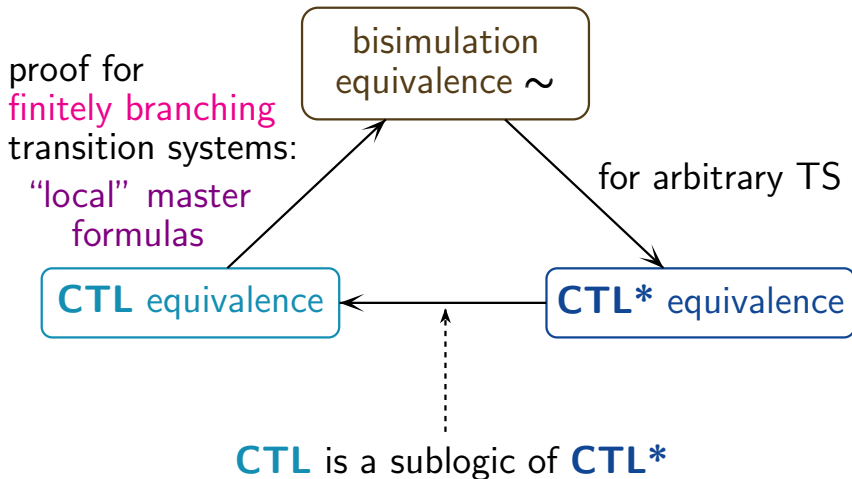 bisimulation
equivalence ∼
proof for
finitely branching
transition systems:
“local” master
formulas
for arbitrary TS
CTL equivalence
CTL* equivalence
CTL is a sublogic of CTL*